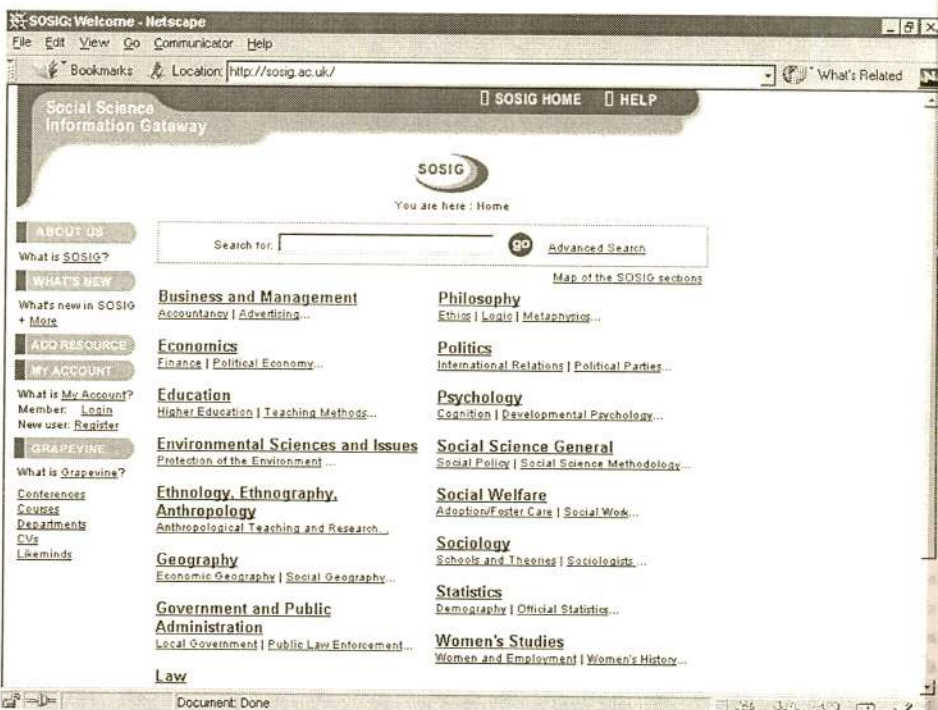 SOSIG: Welcome - Netscape
File Edit View Go Communicator Help
Bookmarks Location: http://sosig.ac.uk/ What's Related N
Social Science
Information Gateway
SOSIG HOME HELP
SOSIG
You are here : Home
Search for: go Advanced Search
Map of the SOSIG sections
ABOUT US
What is SOSIG?
WHAT'S NEW
What's new in SOSIG
+ More
ADD RESOURCE
MY ACCOUNT
What is My Account?
Member: Login
New user: Register
GRAPEVINE
What is Grapevine?
Conferences
Courses
Departments
CVs
Likeminds
Business and Management
Accountancy | Advertising...
Economics
Finance | Political Economy...
Education
Higher Education | Teaching Methods...
Environmental Sciences and Issues
Protection of the Environment ...
Ethnology, Ethnography,
Anthropology
Anthropological Teaching and Research...
Geography
Economic Geography | Social Geography...
Government and Public
Administration
Local Government | Public Law Enforcement...
Law
Philosophy
Ethics | Logic | Metaphysics...
Politics
International Relations | Political Parties...
Psychology
Cognition | Developmental Psychology...
Social Science General
Social Policy | Social Science Methodology...
Social Welfare
Adoption/Foster Care | Social Work...
Sociology
Schools and Theories | Sociologists ...
Statistics
Demography | Official Statistics...
Women's Studies
Women and Employment | Women's History...
Document: Done